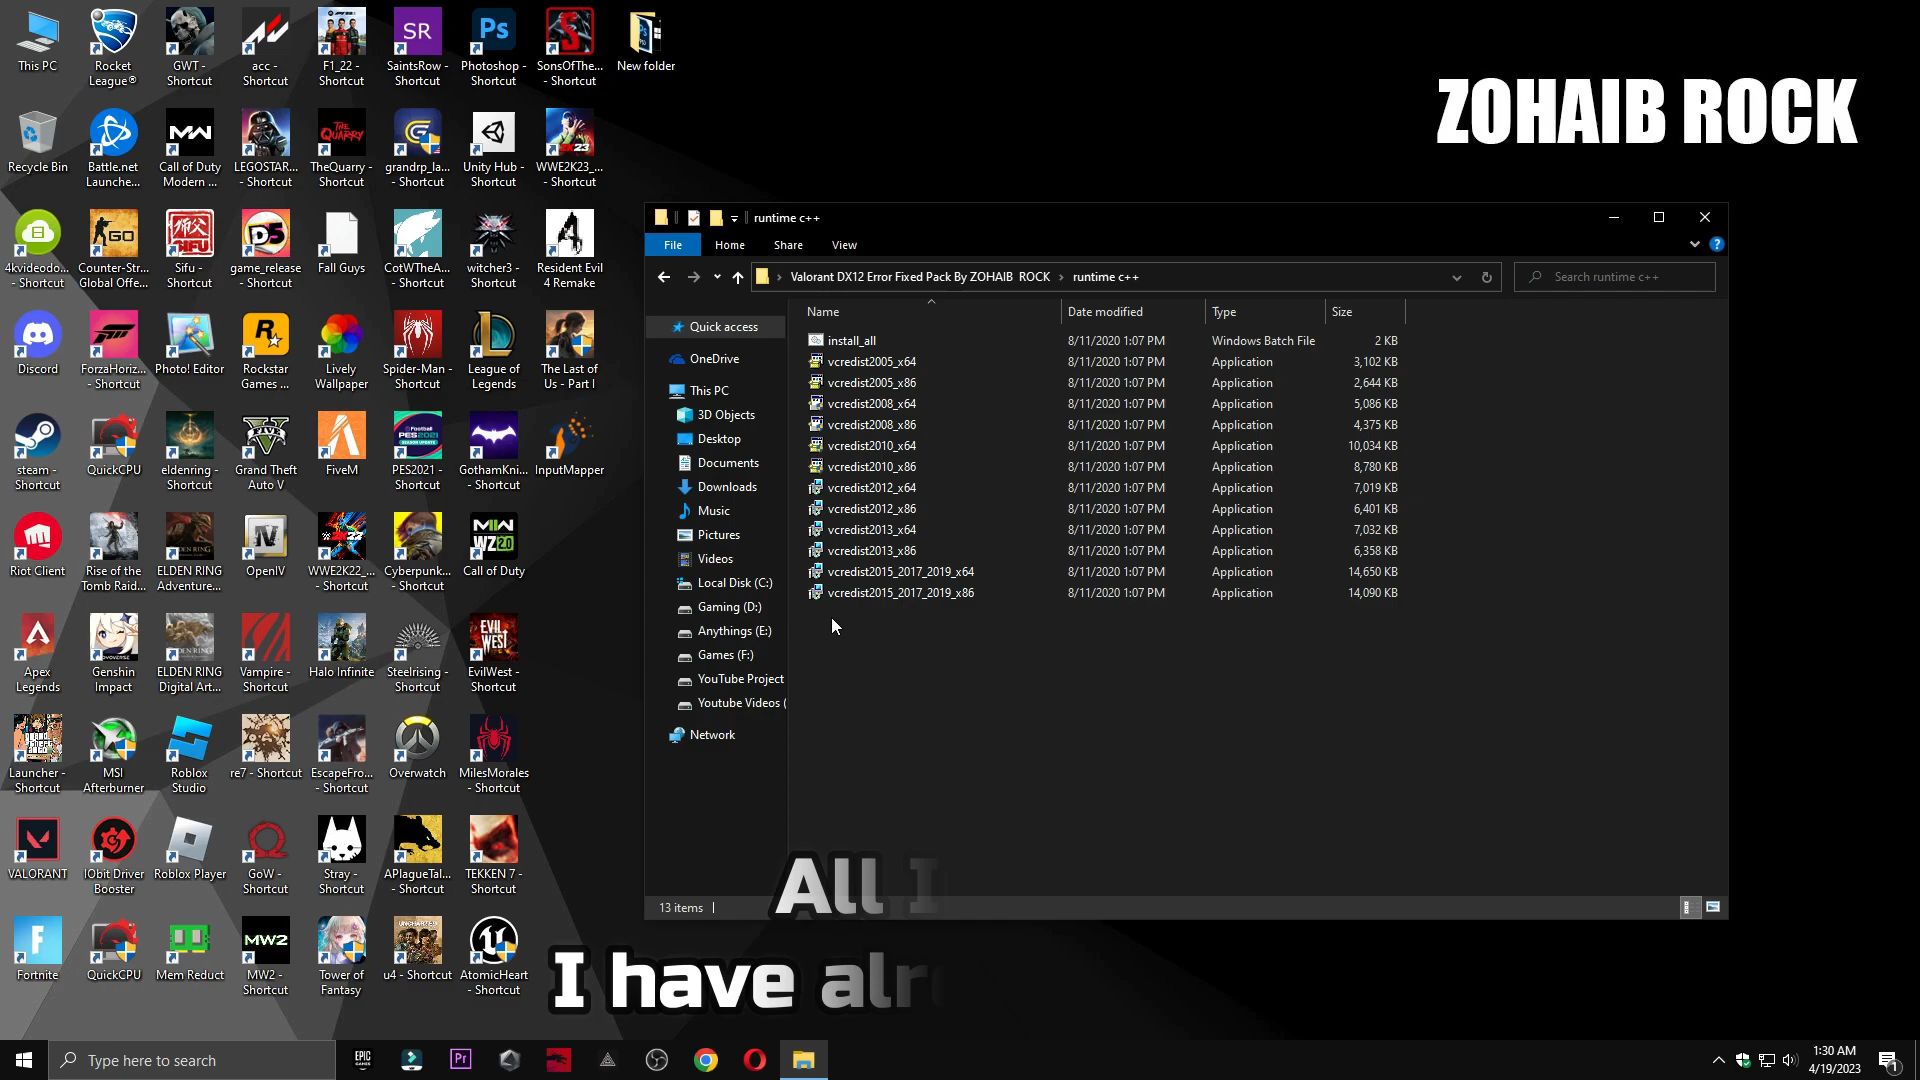 This PC
Rocket League®
GWT - Shortcut
acc - Shortcut
F1_22 - Shortcut
SaintsRow - Shortcut
Photoshop - Shortcut
SonsOfThe... - Shortcut
New folder
SR
Ps
ZOHAIB ROCK
Recycle Bin
Battle.net Launche...
Call of Duty Modern ...
LEGOSTAR... - Shortcut
TheQuarry - Shortcut
grandrp_la... - Shortcut
Unity Hub - Shortcut
WWE2K23_... - Shortcut
4kvideodo... - Shortcut
Counter-Str... Global Offe...
Sifu - Shortcut
game_release - Shortcut
Fall Guys
CotWTheA... - Shortcut
witcher3 - Shortcut
Resident Evil 4 Remake
Discord
ForzaHoriz... - Shortcut
Photo! Editor
Rockstar Games ...
Lively Wallpaper
Spider-Man - Shortcut
League of Legends
The Last of Us - Part I
steam - Shortcut
QuickCPU
eldenring - Shortcut
Grand Theft Auto V
FiveM
PES2021 - Shortcut
GothamKni... - Shortcut
InputMapper
Riot Client
Rise of the Tomb Raid...
ELDEN RING Adventure...
OpenIV
WWE2K22_... - Shortcut
Cyberpunk... - Shortcut
Call of Duty
Apex Legends
Genshin Impact
ELDEN RING Digital Art...
Vampire - Shortcut
Halo Infinite
Steelrising - Shortcut
EvilWest - Shortcut
Launcher - Shortcut
MSI Afterburner
Roblox Studio
re7 - Shortcut
EscapeFro... - Shortcut
Overwatch
MilesMorales - Shortcut
VALORANT
IObit Driver Booster
Roblox Player
GoW - Shortcut
Stray - Shortcut
APlagueTal... - Shortcut
TEKKEN 7 - Shortcut
Fortnite
QuickCPU
Mem Reduct
MW2 - Shortcut
Tower of Fantasy
u4 - Shortcut
AtomicHeart - Shortcut
runtime c++
File Home Share View
Valorant DX12 Error Fixed Pack By ZOHAIB ROCK › runtime c++
Search runtime c++
Quick access
OneDrive
This PC
3D Objects
Desktop
Documents
Downloads
Music
Pictures
Videos
Local Disk (C:)
Gaming (D:)
Anythings (E:)
Games (F:)
YouTube Project
Youtube Videos (
Network
Name Date modified Type Size
install_all 8/11/2020 1:07 PM Windows Batch File 2 KB
vcredist2005_x64 8/11/2020 1:07 PM Application 3,102 KB
vcredist2005_x86 8/11/2020 1:07 PM Application 2,644 KB
vcredist2008_x64 8/11/2020 1:07 PM Application 5,086 KB
vcredist2008_x86 8/11/2020 1:07 PM Application 4,375 KB
vcredist2010_x64 8/11/2020 1:07 PM Application 10,034 KB
vcredist2010_x86 8/11/2020 1:07 PM Application 8,780 KB
vcredist2012_x64 8/11/2020 1:07 PM Application 7,019 KB
vcredist2012_x86 8/11/2020 1:07 PM Application 6,401 KB
vcredist2013_x64 8/11/2020 1:07 PM Application 7,032 KB
vcredist2013_x86 8/11/2020 1:07 PM Application 6,358 KB
vcredist2015_2017_2019_x64 8/11/2020 1:07 PM Application 14,650 KB
vcredist2015_2017_2019_x86 8/11/2020 1:07 PM Application 14,090 KB
13 items
All I
I have alr
Type here to search
1:30 AM
4/19/2023